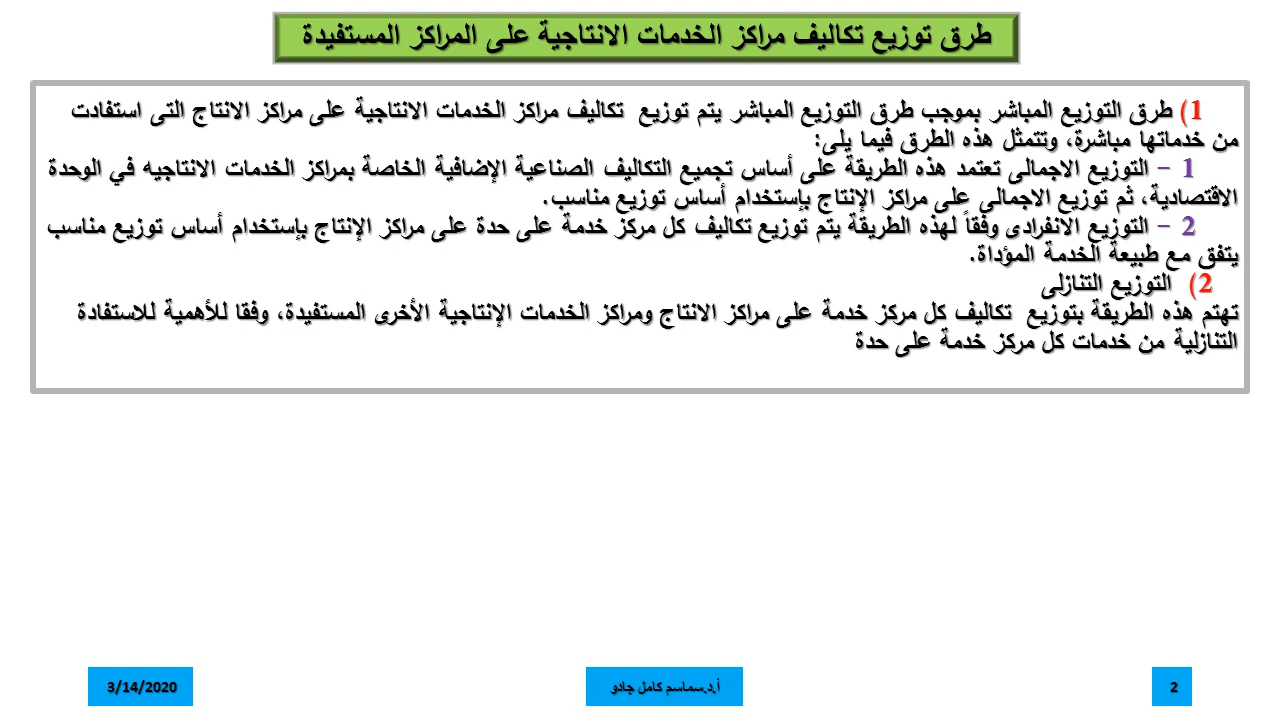 طرق توزيع تكاليف مراكز الخدمات الانتاجية على المراكز المستفيدة
1) طرق التوزيع المباشر بموجب طرق التوزيع المباشر يتم توزيع تكاليف مراكز الخدمات الانتاجية على مراكز الانتاج التى استفادت
من خدماتها مباشرة، وتتمثل هذه الطرق فيما يلى:
1 – التوزيع الاجمالى تعتمد هذه الطريقة على أساس تجميع التكاليف الصناعية الإضافية الخاصة بمراكز الخدمات الانتاجيه في الوحدة
الاقتصادية، ثم توزيع الاجمالى على مراكز الإنتاج بإستخدام أساس توزيع مناسب.
2 – التوزيع الانفرادى وفقاً لهذه الطريقة يتم توزيع تكاليف كل مركز خدمة على حدة على مراكز الإنتاج بإستخدام أساس توزيع مناسب
يتفق مع طبيعة الخدمة المؤداة.
2) التوزيع التنازلى
تهتم هذه الطريقة بتوزيع تكاليف كل مركز خدمة على مراكز الانتاج ومراكز الخدمات الإنتاجية الأخرى المستفيدة، وفقا للأهمية للاستفادة
التنازلية من خدمات كل مركز خدمة على حدة
3/14/2020
أ.د.سماسم كامل جادو
2